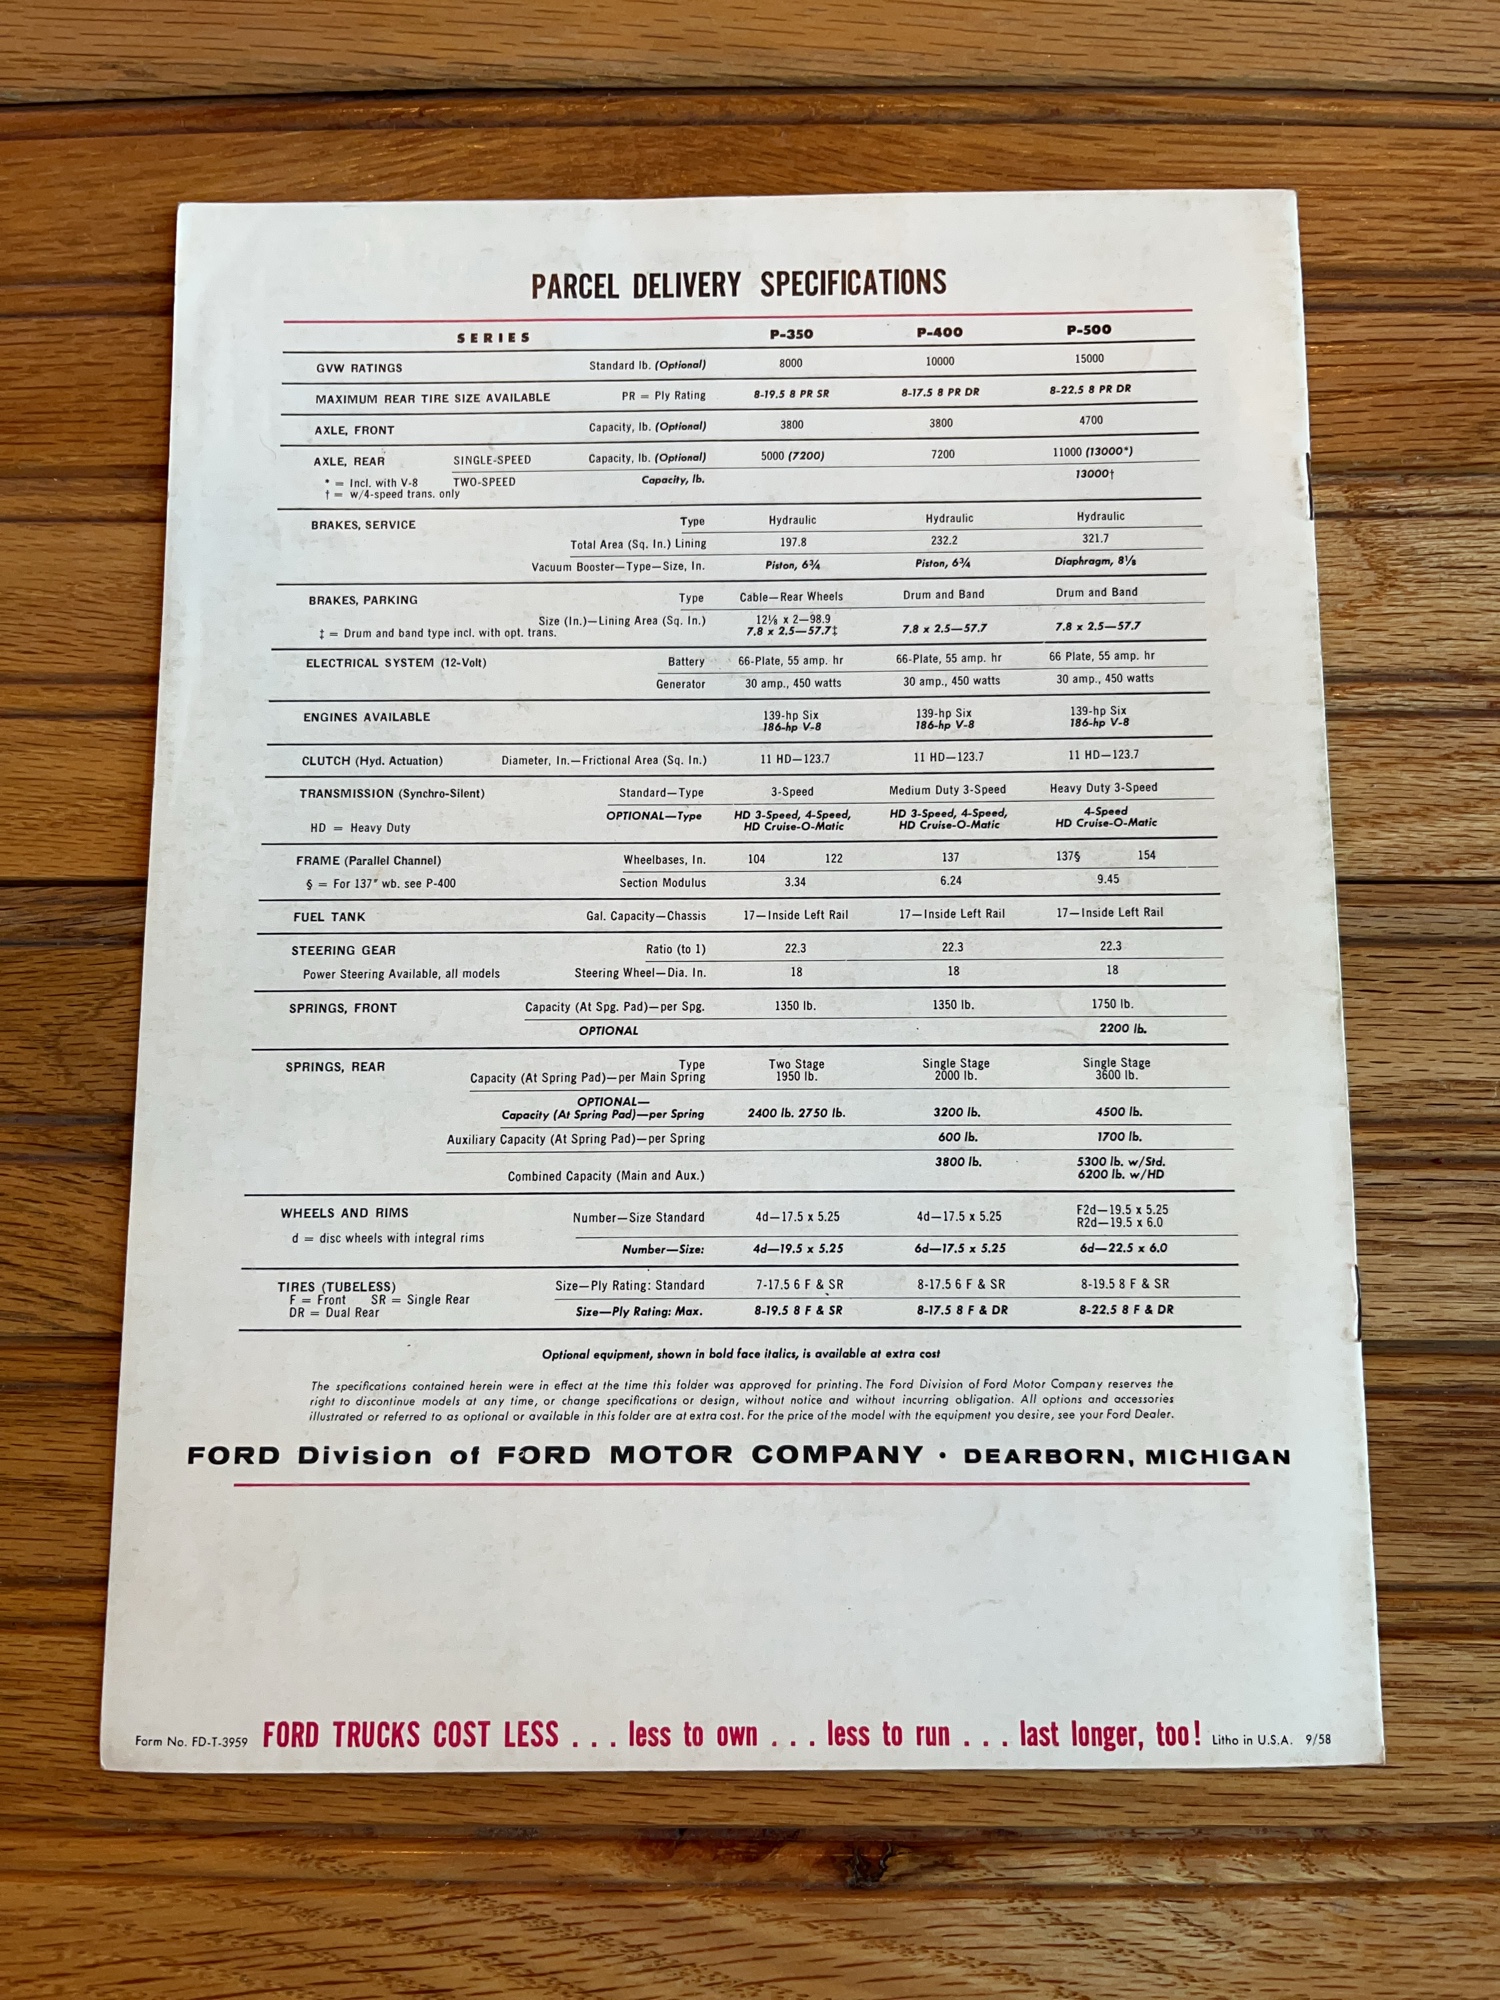 PARCEL DELIVERY SPECIFICATIONS
SERIES P-350 P-400 P-500
GVW RATINGS Standard lb. (Optional) 8000 10000 15000
MAXIMUM REAR TIRE SIZE AVAILABLE PR = Ply Rating 8-19.5 8 PR SR 8-17.5 8 PR DR 8-22.5 8 PR DR
AXLE, FRONT Capacity, lb. (Optional) 3800 3800 4700
AXLE, REAR SINGLE-SPEED Capacity, lb. (Optional) 5000 (7200) 7200 11000 (13000*)
* = Incl. with V-8 TWO-SPEED Capacity, lb. 13000†
† = w/4-speed trans. only
BRAKES, SERVICE Type Hydraulic Hydraulic Hydraulic
Total Area (Sq. In.) Lining 197.8 232.2 321.7
Vacuum Booster—Type—Size, In. Piston, 6¾ Piston, 6¾ Diaphragm, 8⅛
BRAKES, PARKING Type Cable—Rear Wheels Drum and Band Drum and Band
Size (In.)—Lining Area (Sq. In.) 12⅛ x 2—98.9
‡ = Drum and band type incl. with opt. trans. 7.8 x 2.5—57.7‡ 7.8 x 2.5—57.7 7.8 x 2.5—57.7
ELECTRICAL SYSTEM (12-Volt) Battery 66-Plate, 55 amp. hr 66-Plate, 55 amp. hr 66 Plate, 55 amp. hr
Generator 30 amp., 450 watts 30 amp., 450 watts 30 amp., 450 watts
ENGINES AVAILABLE 139-hp Six 139-hp Six 139-hp Six
186-hp V-8 186-hp V-8 186-hp V-8
CLUTCH (Hyd. Actuation) Diameter, In.—Frictional Area (Sq. In.) 11 HD—123.7 11 HD—123.7 11 HD—123.7
TRANSMISSION (Synchro-Silent) Standard—Type 3-Speed Medium Duty 3-Speed Heavy Duty 3-Speed
OPTIONAL—Type HD 3-Speed, 4-Speed, HD 3-Speed, 4-Speed, 4-Speed
HD = Heavy Duty HD Cruise-O-Matic HD Cruise-O-Matic HD Cruise-O-Matic
FRAME (Parallel Channel) Wheelbases, In. 104 122 137 137§ 154
§ = For 137" wb. see P-400 Section Modulus 3.34 6.24 9.45
FUEL TANK Gal. Capacity—Chassis 17—Inside Left Rail 17—Inside Left Rail 17—Inside Left Rail
STEERING GEAR Ratio (to 1) 22.3 22.3 22.3
Power Steering Available, all models Steering Wheel—Dia. In. 18 18 18
SPRINGS, FRONT Capacity (At Spg. Pad)—per Spg. 1350 lb. 1350 lb. 1750 lb.
OPTIONAL 2200 lb.
SPRINGS, REAR Type Two Stage Single Stage Single Stage
Capacity (At Spring Pad)—per Main Spring 1950 lb. 2000 lb. 3600 lb.
OPTIONAL—
Capacity (At Spring Pad)—per Spring 2400 lb. 2750 lb. 3200 lb. 4500 lb.
Auxiliary Capacity (At Spring Pad)—per Spring 600 lb. 1700 lb.
Combined Capacity (Main and Aux.) 3800 lb. 5300 lb. w/Std.
6200 lb. w/HD
WHEELS AND RIMS Number—Size Standard 4d—17.5 x 5.25 4d—17.5 x 5.25 F2d—19.5 x 5.25
R2d—19.5 x 6.0
d = disc wheels with integral rims Number—Size: 4d—19.5 x 5.25 6d—17.5 x 5.25 6d—22.5 x 6.0
TIRES (TUBELESS) Size—Ply Rating: Standard 7-17.5 6 F & SR 8-17.5 6 F & SR 8-19.5 8 F & SR
F = Front SR = Single Rear
DR = Dual Rear Size—Ply Rating: Max. 8-19.5 8 F & SR 8-17.5 8 F & DR 8-22.5 8 F & DR
Optional equipment, shown in bold face italics, is available at extra cost
The specifications contained herein were in effect at the time this folder was approved for printing. The Ford Division of Ford Motor Company reserves the
right to discontinue models at any time, or change specifications or design, without notice and without incurring obligation. All options and accessories
illustrated or referred to as optional or available in this folder are at extra cost. For the price of the model with the equipment you desire, see your Ford Dealer.
FORD Division of FORD MOTOR COMPANY • DEARBORN, MICHIGAN
Form No. FD-T-3959 FORD TRUCKS COST LESS . . . less to own . . . less to run . . . last longer, too! Litho in U.S.A. 9/58